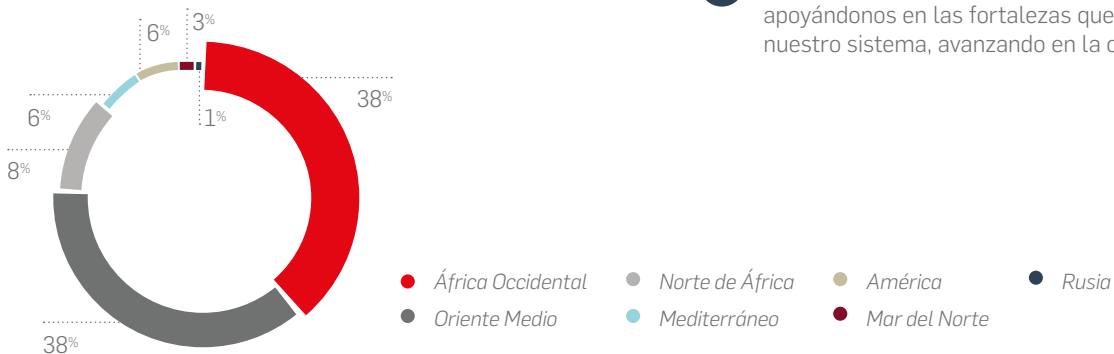 apoyándonos en las fortalezas que
nuestro sistema, avanzando en la
3%
6%
38%
1%
6%
8%
38%
África Occidental
Norte de África
América
Rusia
Oriente Medio
Mediterráneo
Mar del Norte